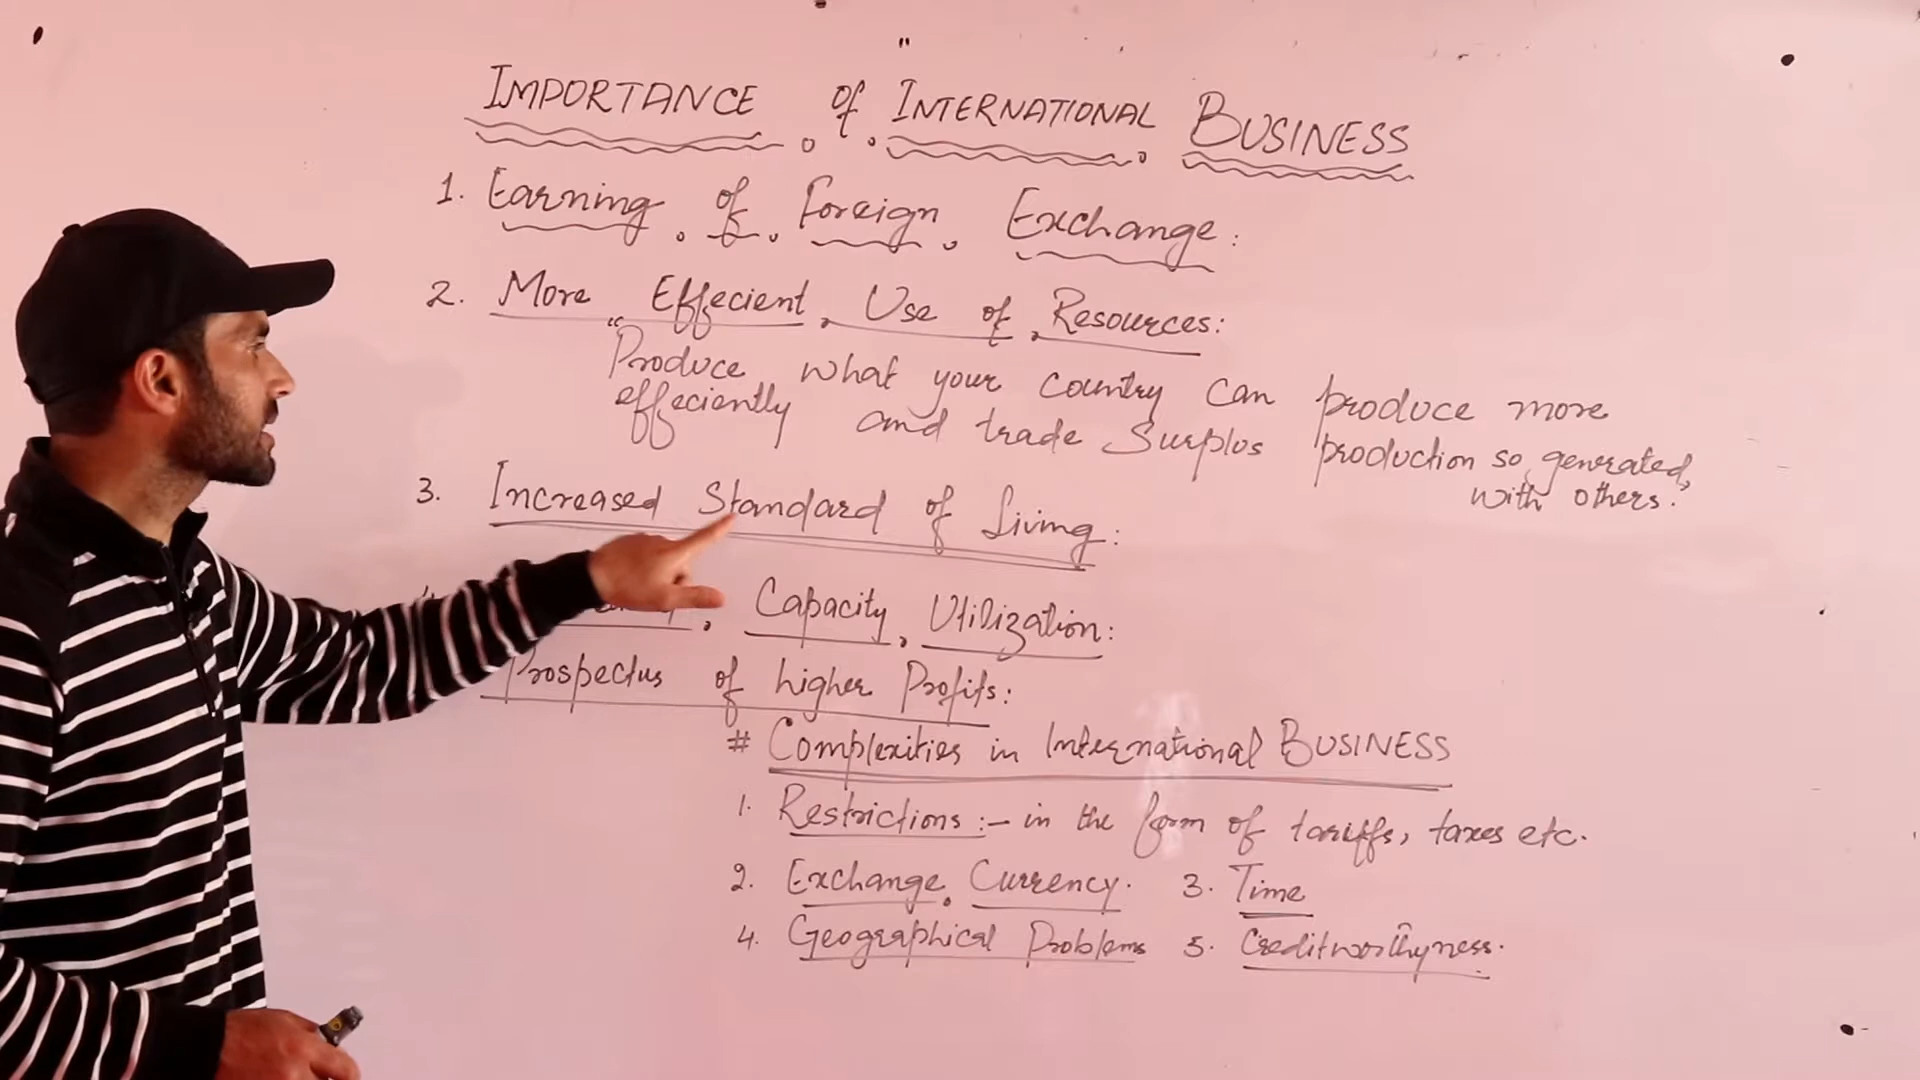 IMPORTANCE of INTERNATIONAL BUSINESS
1. Earning of Foreign Exchange:
2. More Effecient Use of Resources:
"Produce what your country can produce more
effeciently and trade Surplus production so generated,
with others."
3. Increased Standard of Living:
Capacity Utilization:
Prospectus of higher Profits:
# Complexities in International BUSINESS
1. Restrictions :- in the form of tariffs, taxes etc.
2. Exchange Currency. 3. Time
4. Geographical Problems 5. Creditworthyness.